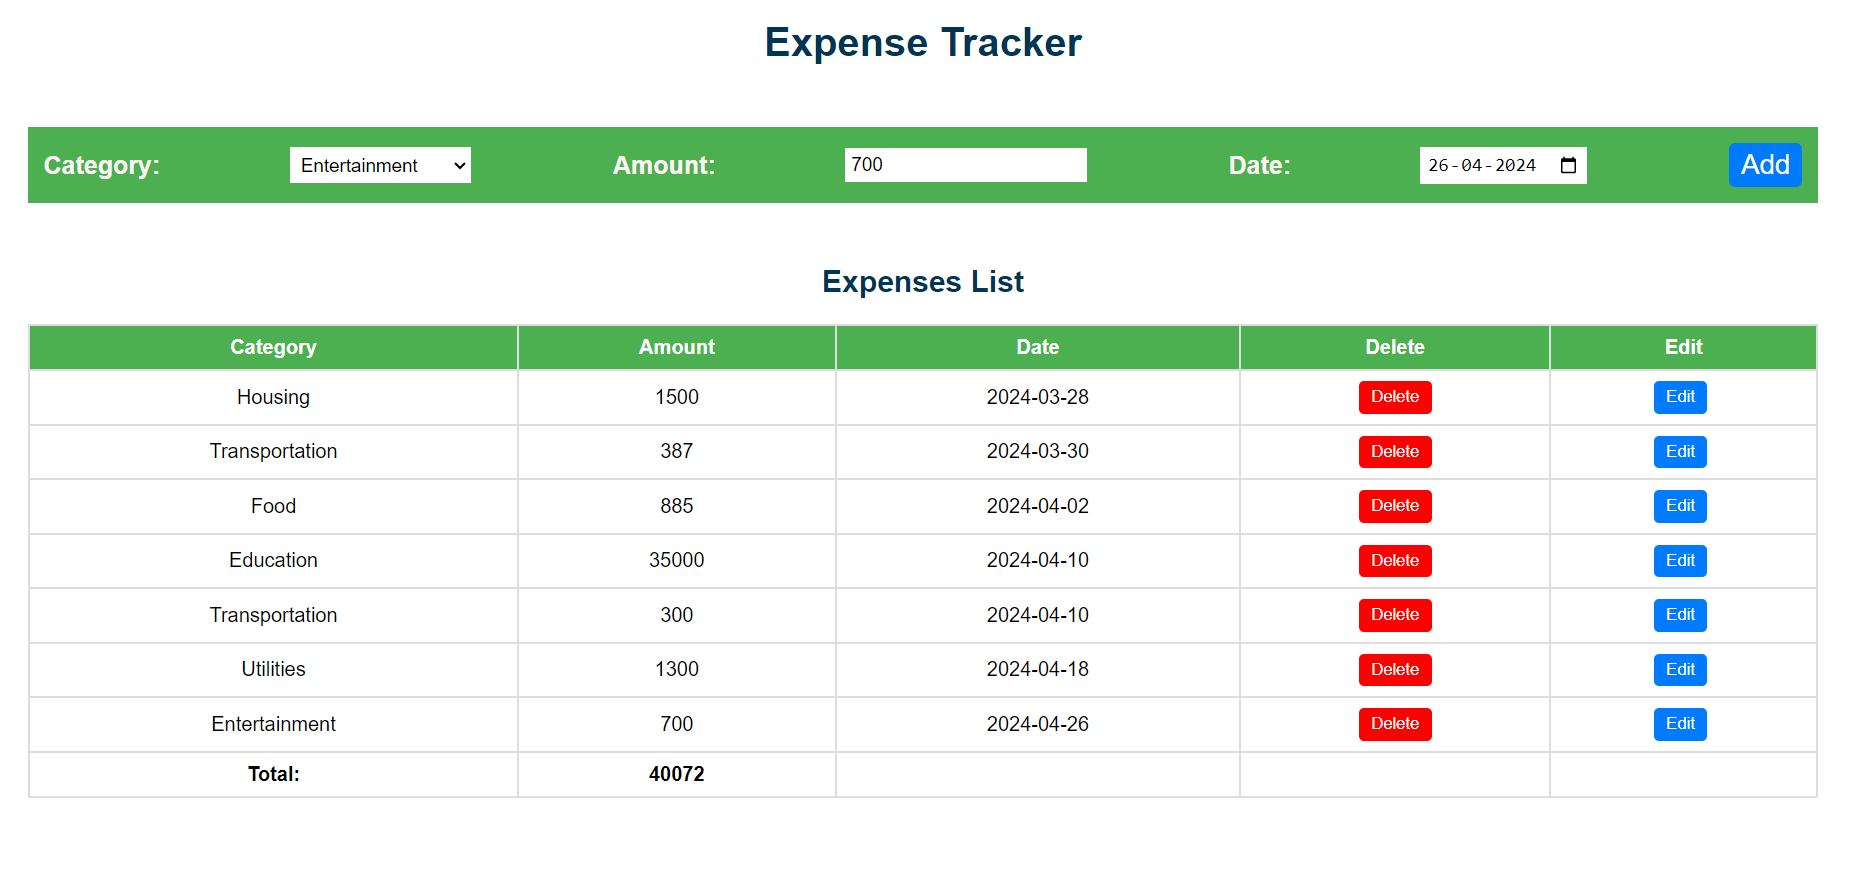 Expense Tracker
Category: Entertainment Amount: 700 Date: 26-04-2024 Add
Expenses List
Category Amount Date Delete Edit
Housing 1500 2024-03-28 Delete Edit
Transportation 387 2024-03-30 Delete Edit
Food 885 2024-04-02 Delete Edit
Education 35000 2024-04-10 Delete Edit
Transportation 300 2024-04-10 Delete Edit
Utilities 1300 2024-04-18 Delete Edit
Entertainment 700 2024-04-26 Delete Edit
Total: 40072